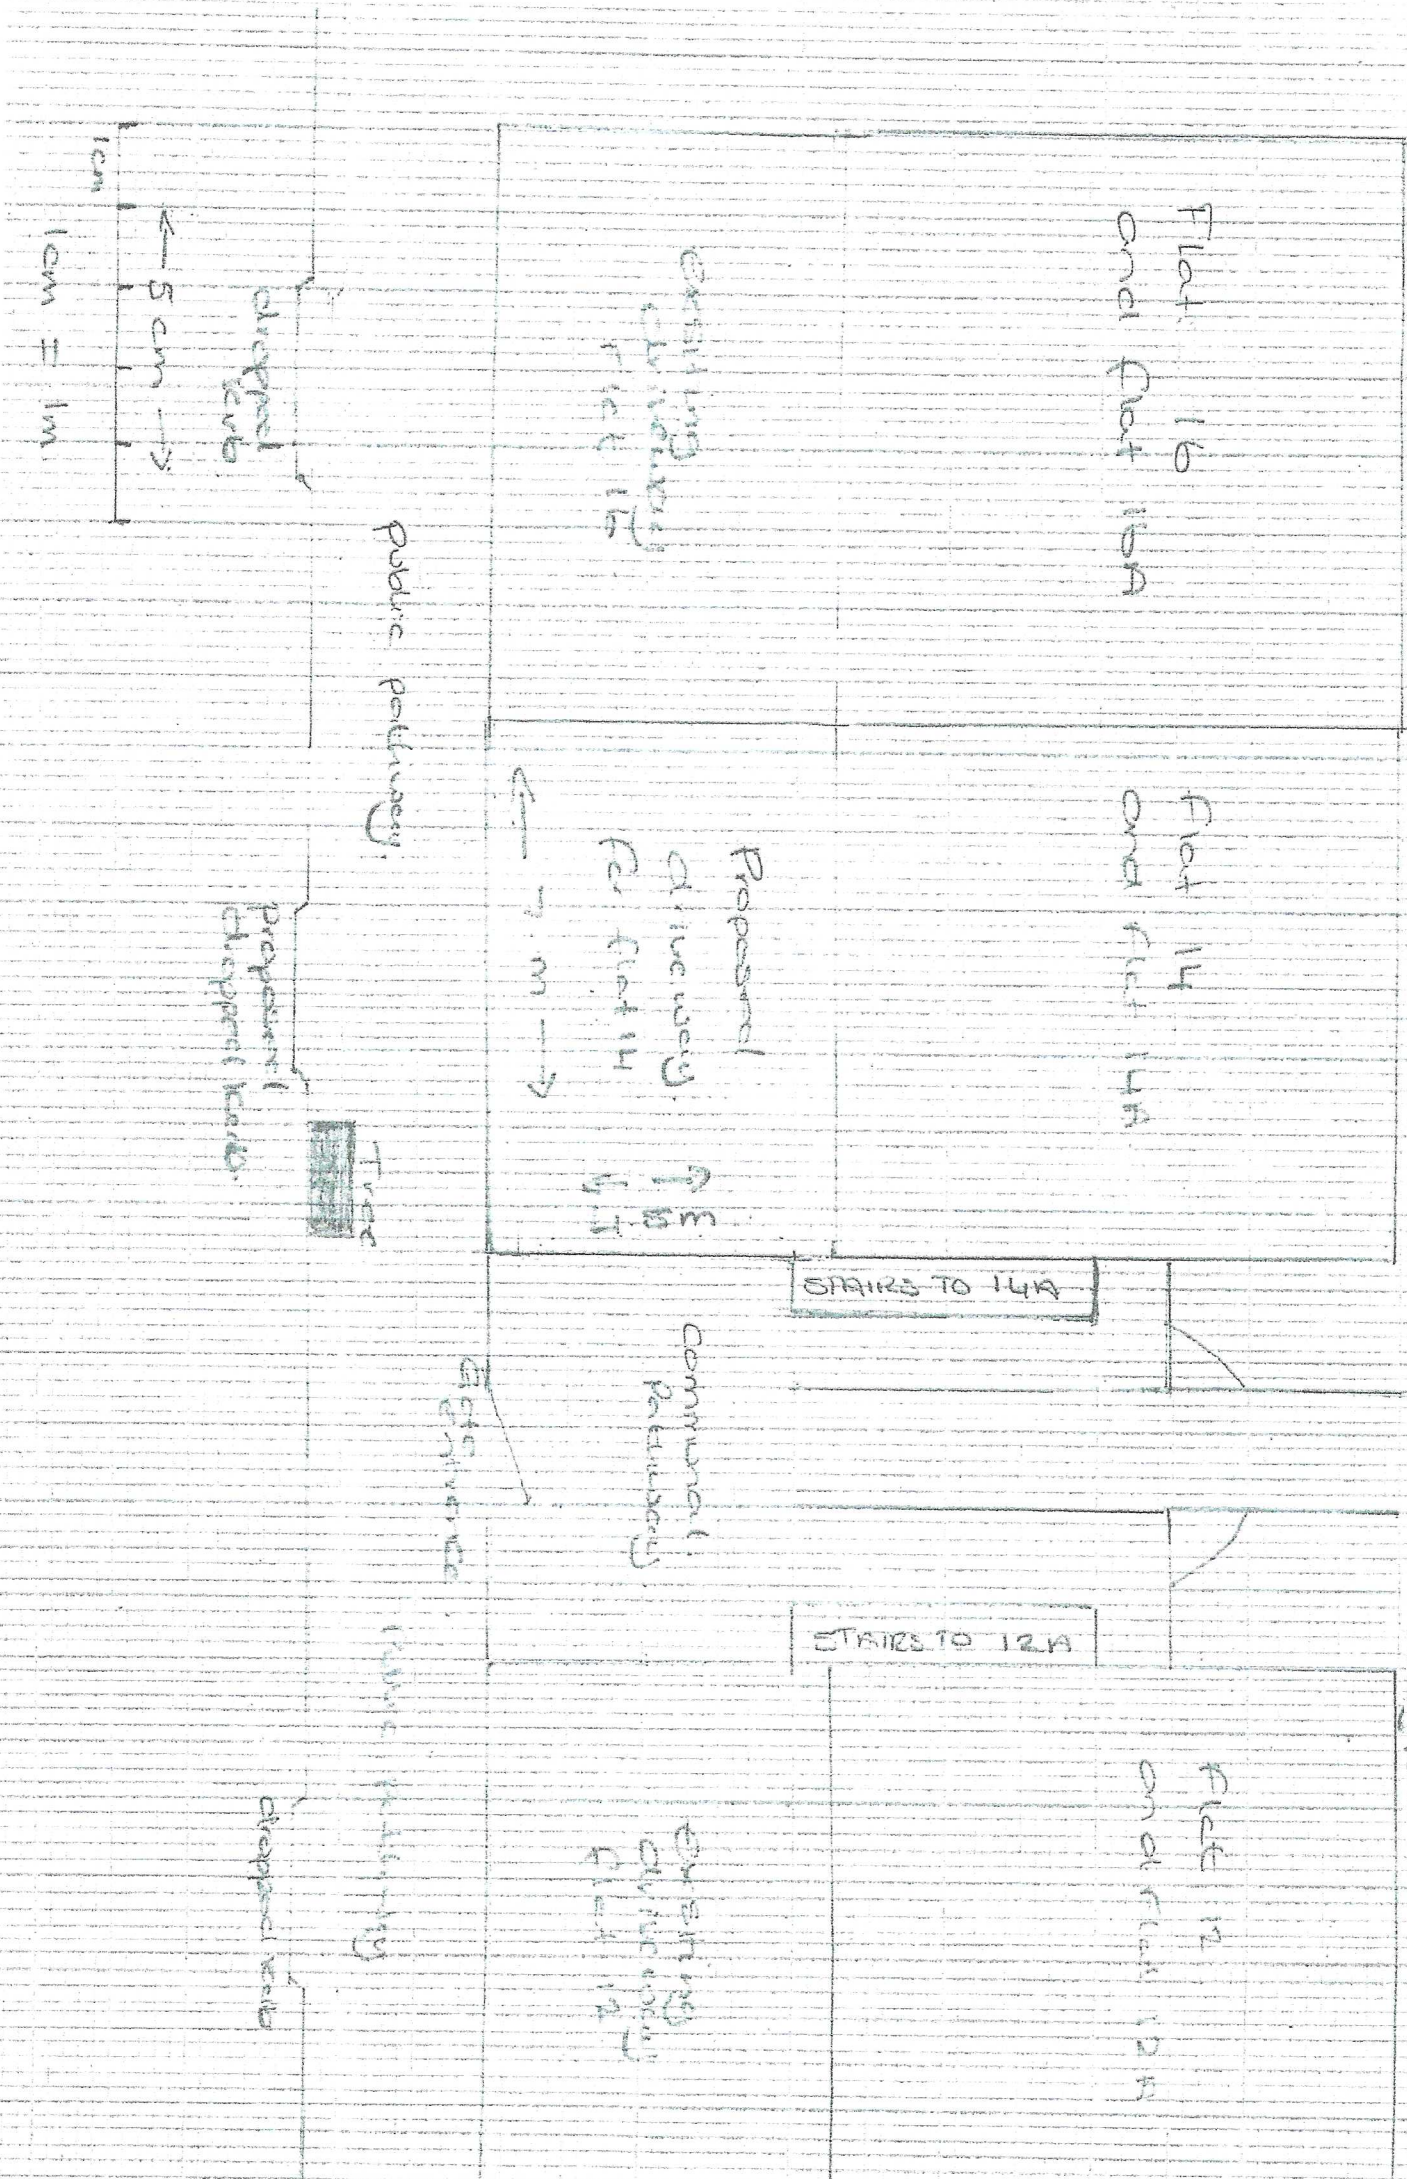 Flat 16
and flat 16A
Existing
driveway
Flat 16
Public pathway
dropped
kerb
← 5 cm →
1cm
1cm = 1m
Flat 14
and flat 14A
Proposed
driveway
for flat 14
← 7 m →
4.5m
Proposed
dropped kerb
Tree
STAIRS TO 14A
Communal
Pathway
Gate
Entrance
STAIRS TO 12A
Flat 12
and flat 12A
Existing
driveway
Flat 12
Public pathway
dropped kerb